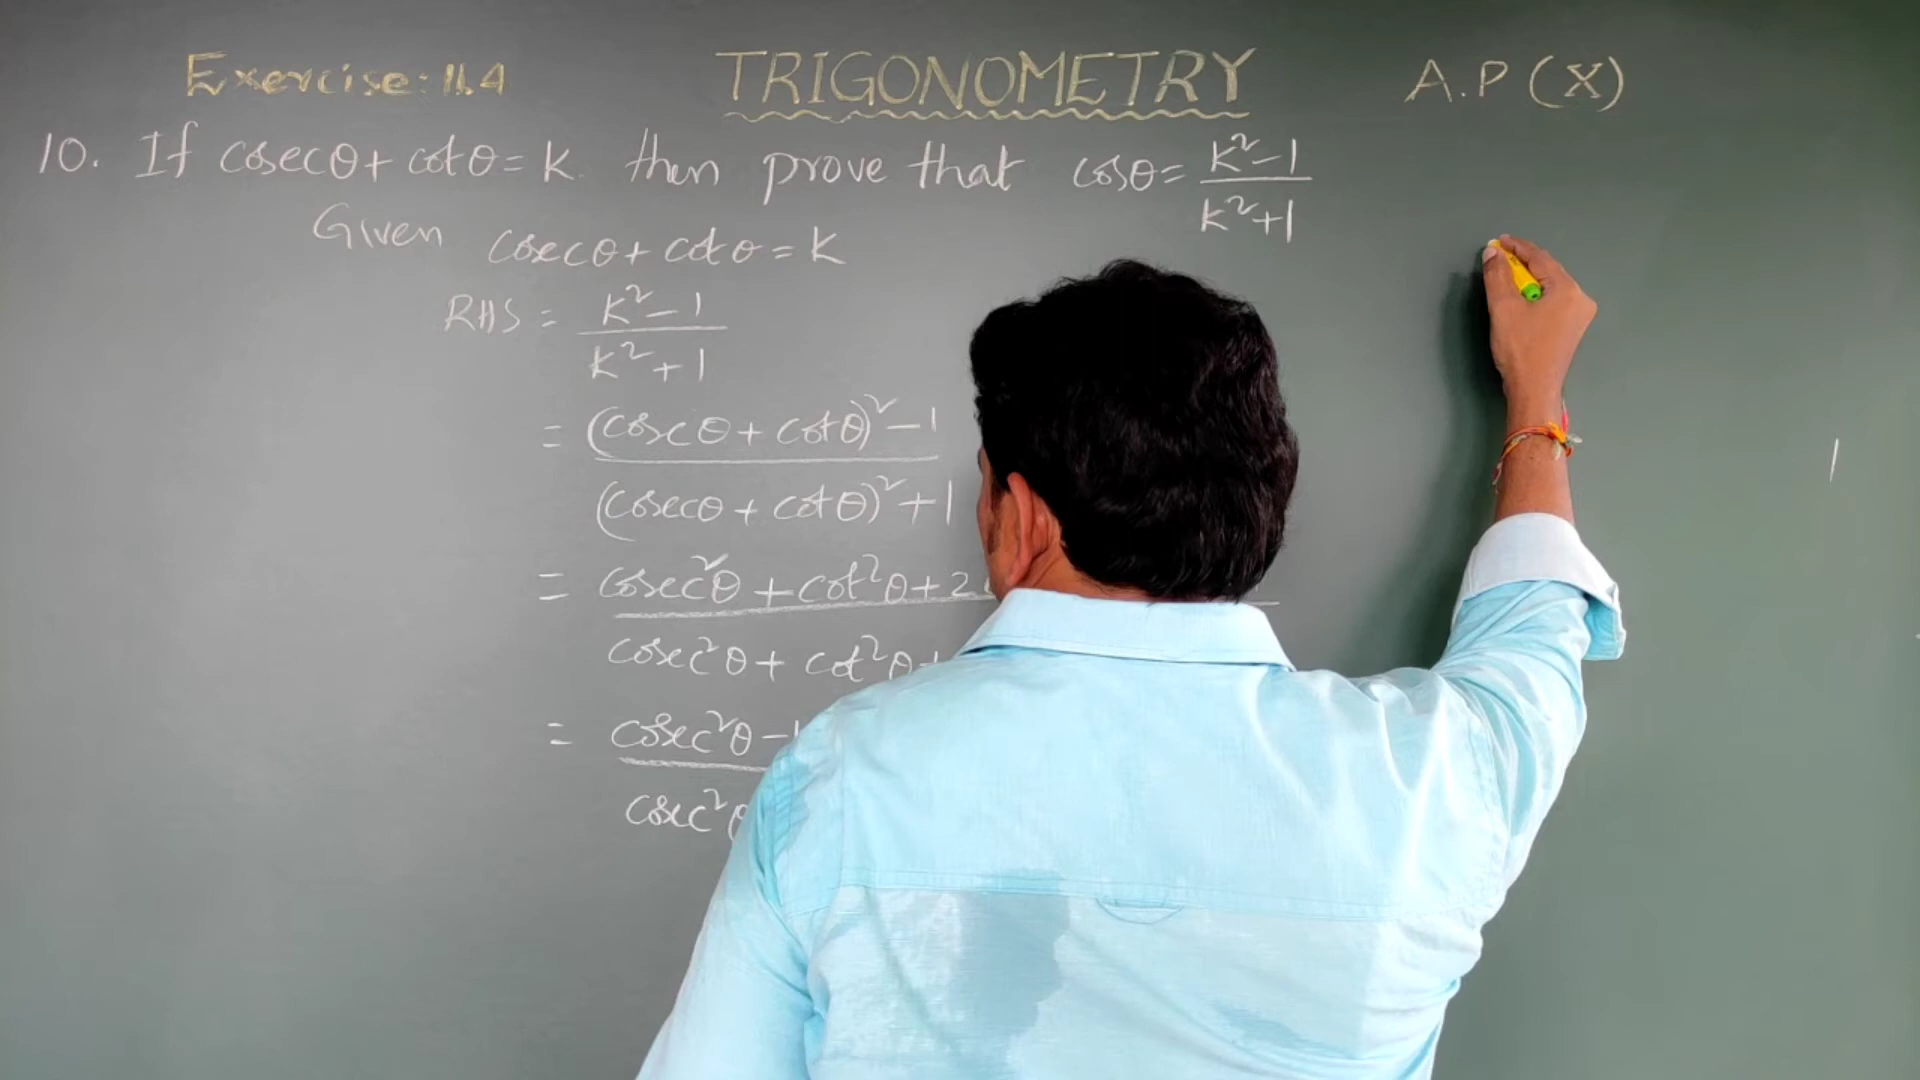 Exercise: 11.4 TRIGONOMETRY A.P (X)
10. If cosecθ + cotθ = K. then prove that cosθ = K²-1
K²+1
Given cosecθ + cotθ = K
RHS = K²-1
K²+1
= (cosecθ + cotθ)² - 1
(cosecθ + cotθ)² + 1
= cosec²θ + cot²θ + 2
cosec²θ + cot²θ +
= cosec²θ - 1
cosec²θ